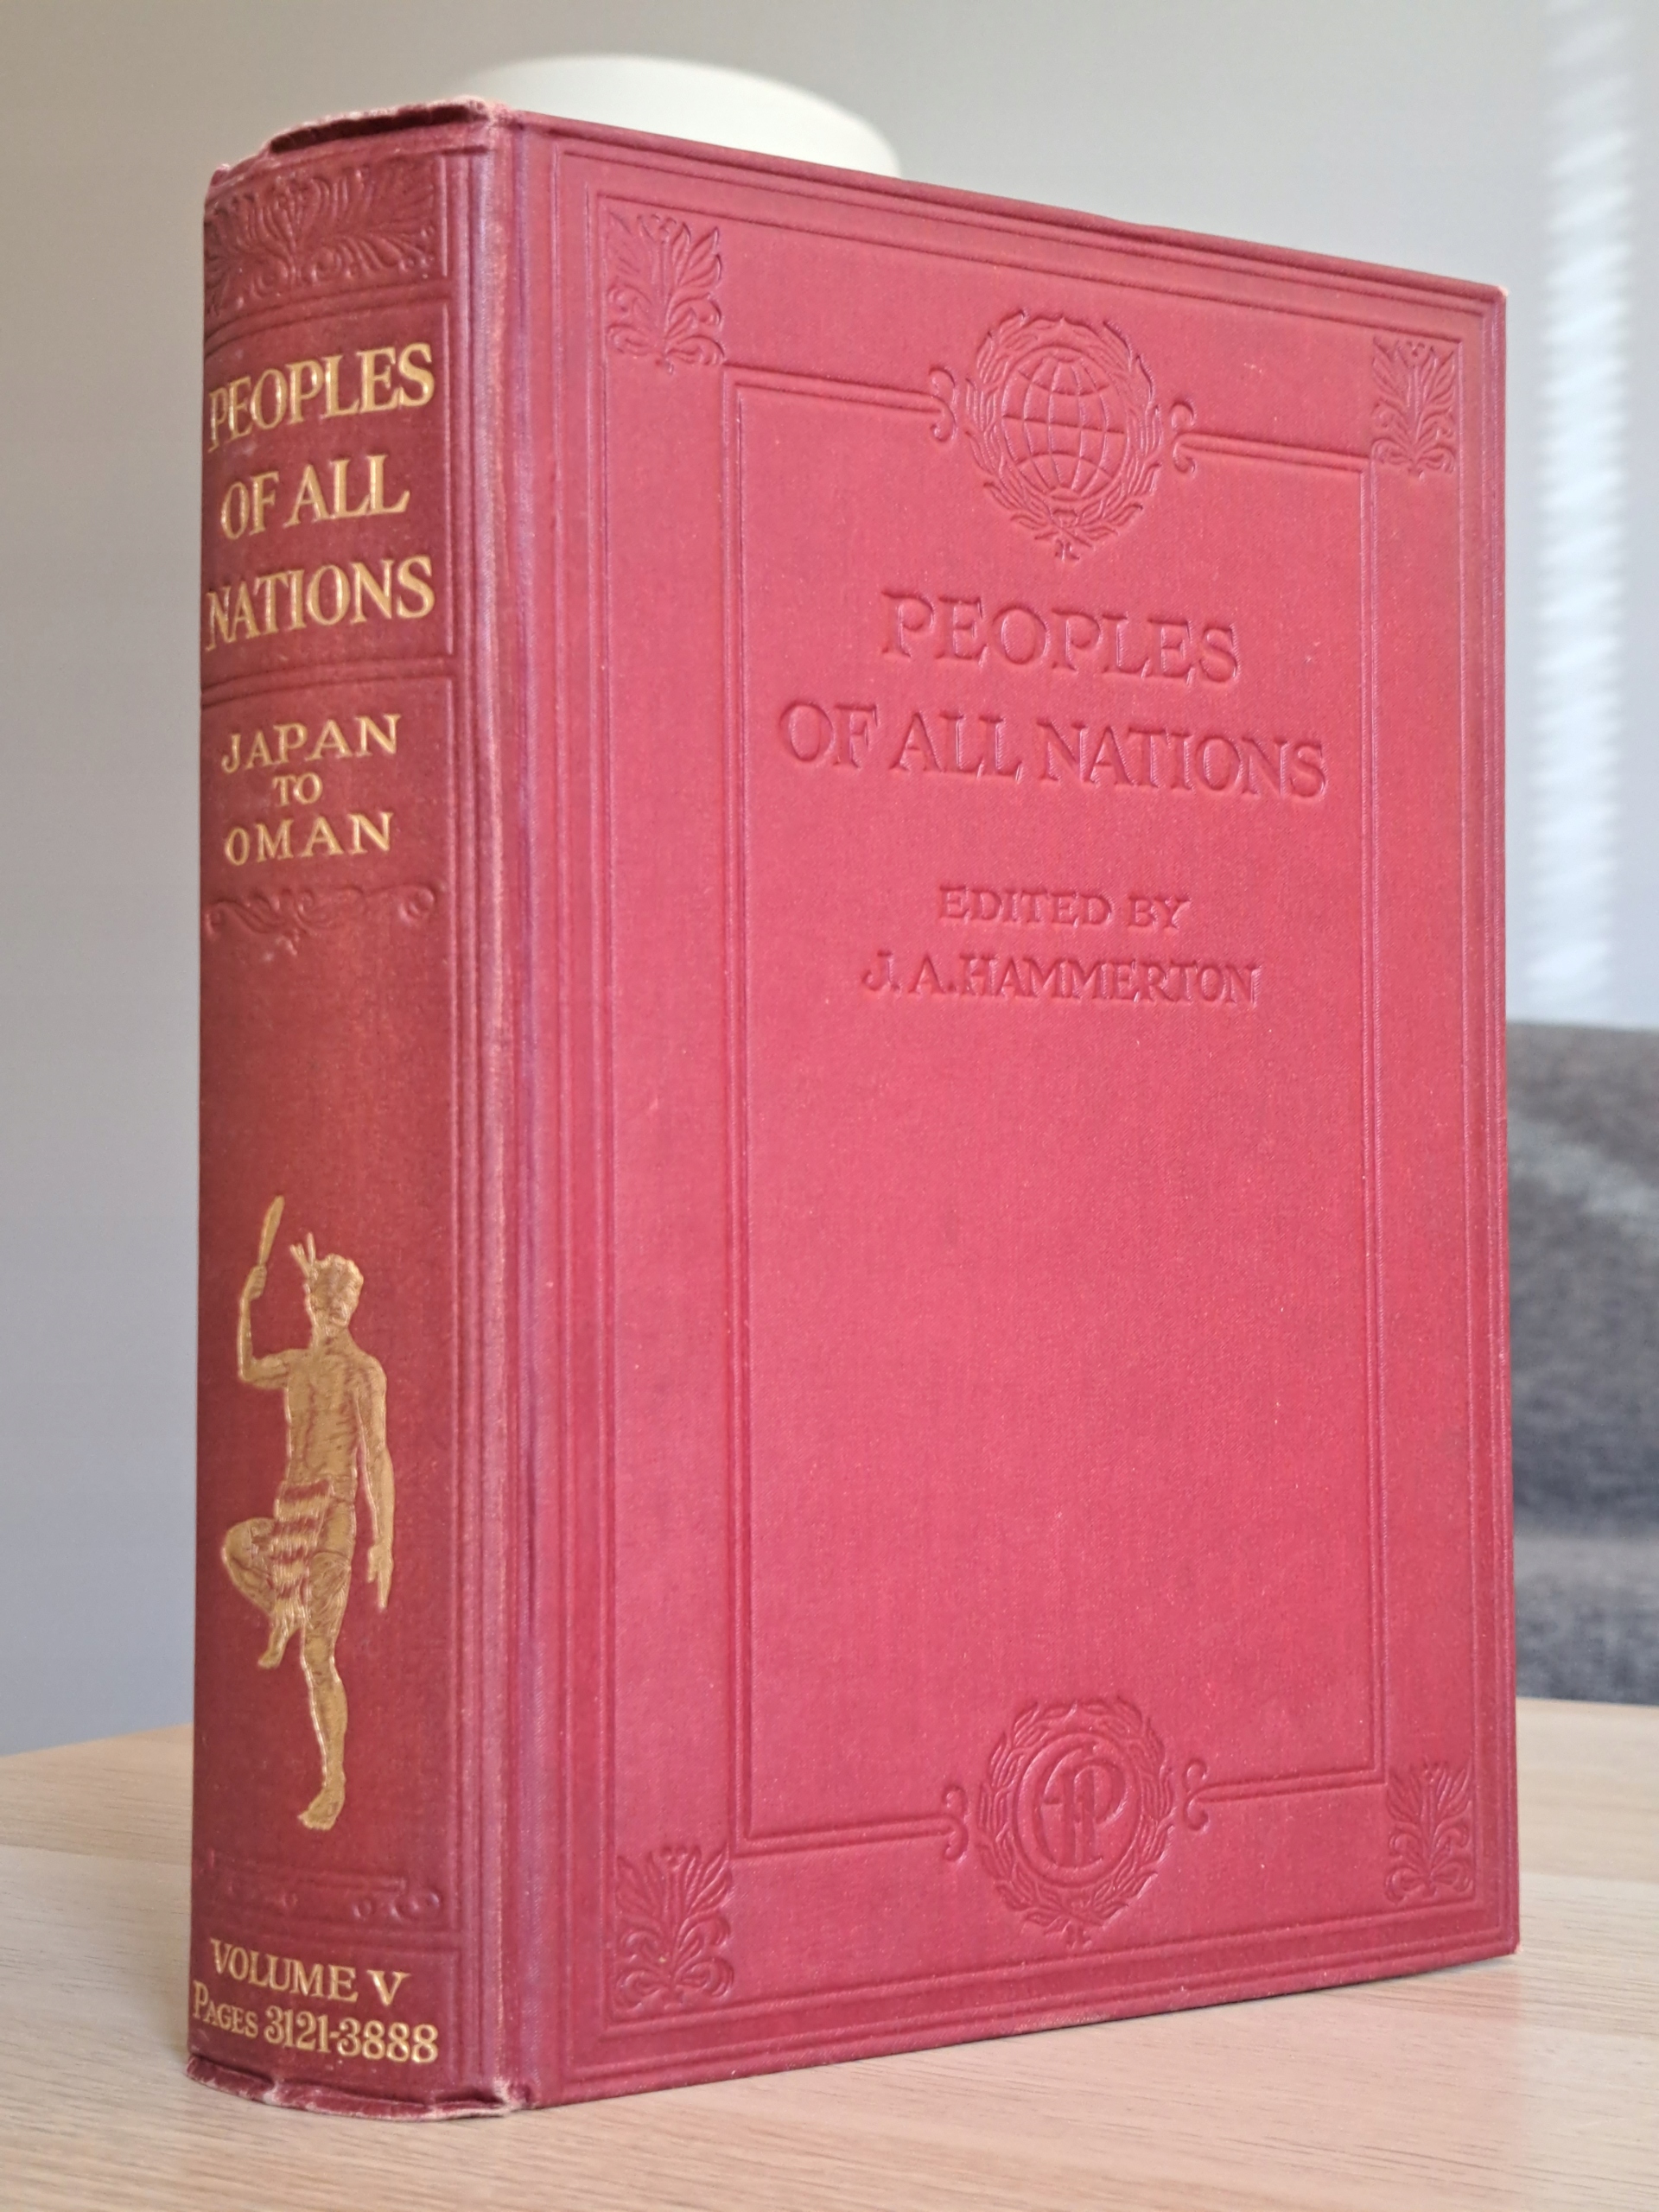 PEOPLES
OF ALL
NATIONS
JAPAN
TO
OMAN
VOLUME V
PAGES 3121-3888
PEOPLES
OF ALL NATIONS
EDITED BY
J. A. HAMMERTON